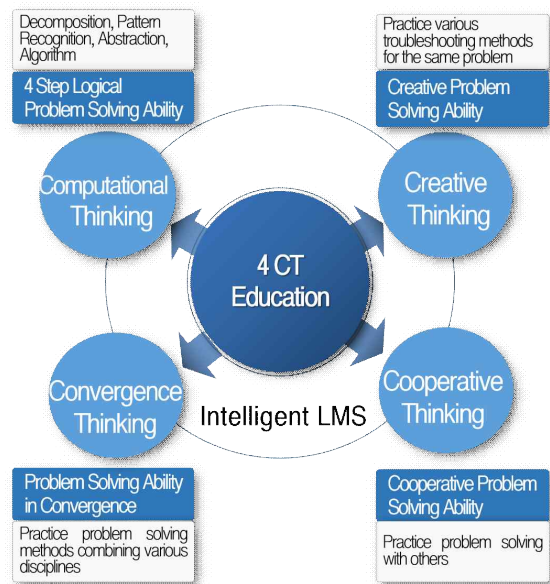 Decomposition, Pattern
Recognition, Abstraction,
Algorithm
4 Step Logical
Problem Solving Ability
Computational
Thinking
Practice various
troubleshooting methods
for the same problem
Creative Problem
Solving Ability
Creative
Thinking
4 CT
Education
Convergence
Thinking
Intelligent LMS
Cooperative
Thinking
Problem Solving Ability
in Convergence
Practice problem solving
methods combining various
disciplines
Cooperative Problem
Solving Ability
Practice problem solving
with others